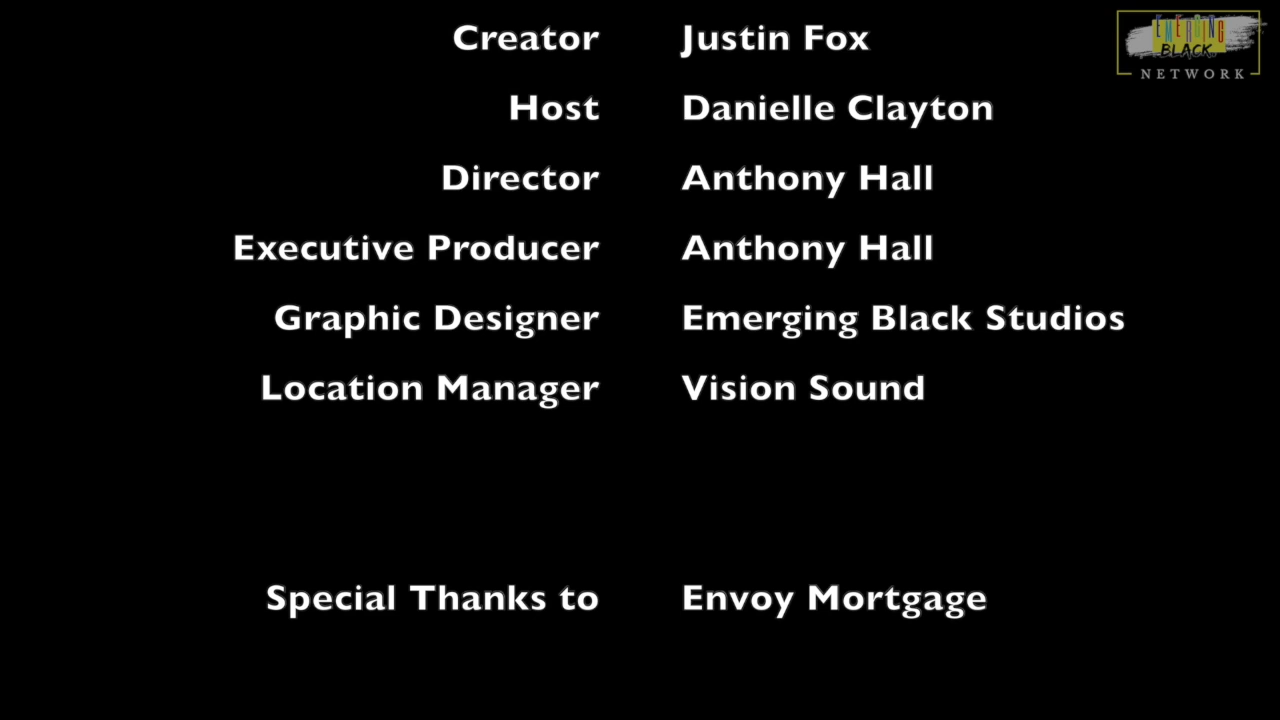 Creator Justin Fox
EMERGING
BLACK
NETWORK
Host Danielle Clayton
Director Anthony Hall
Executive Producer Anthony Hall
Graphic Designer Emerging Black Studios
Location Manager Vision Sound
Special Thanks to Envoy Mortgage